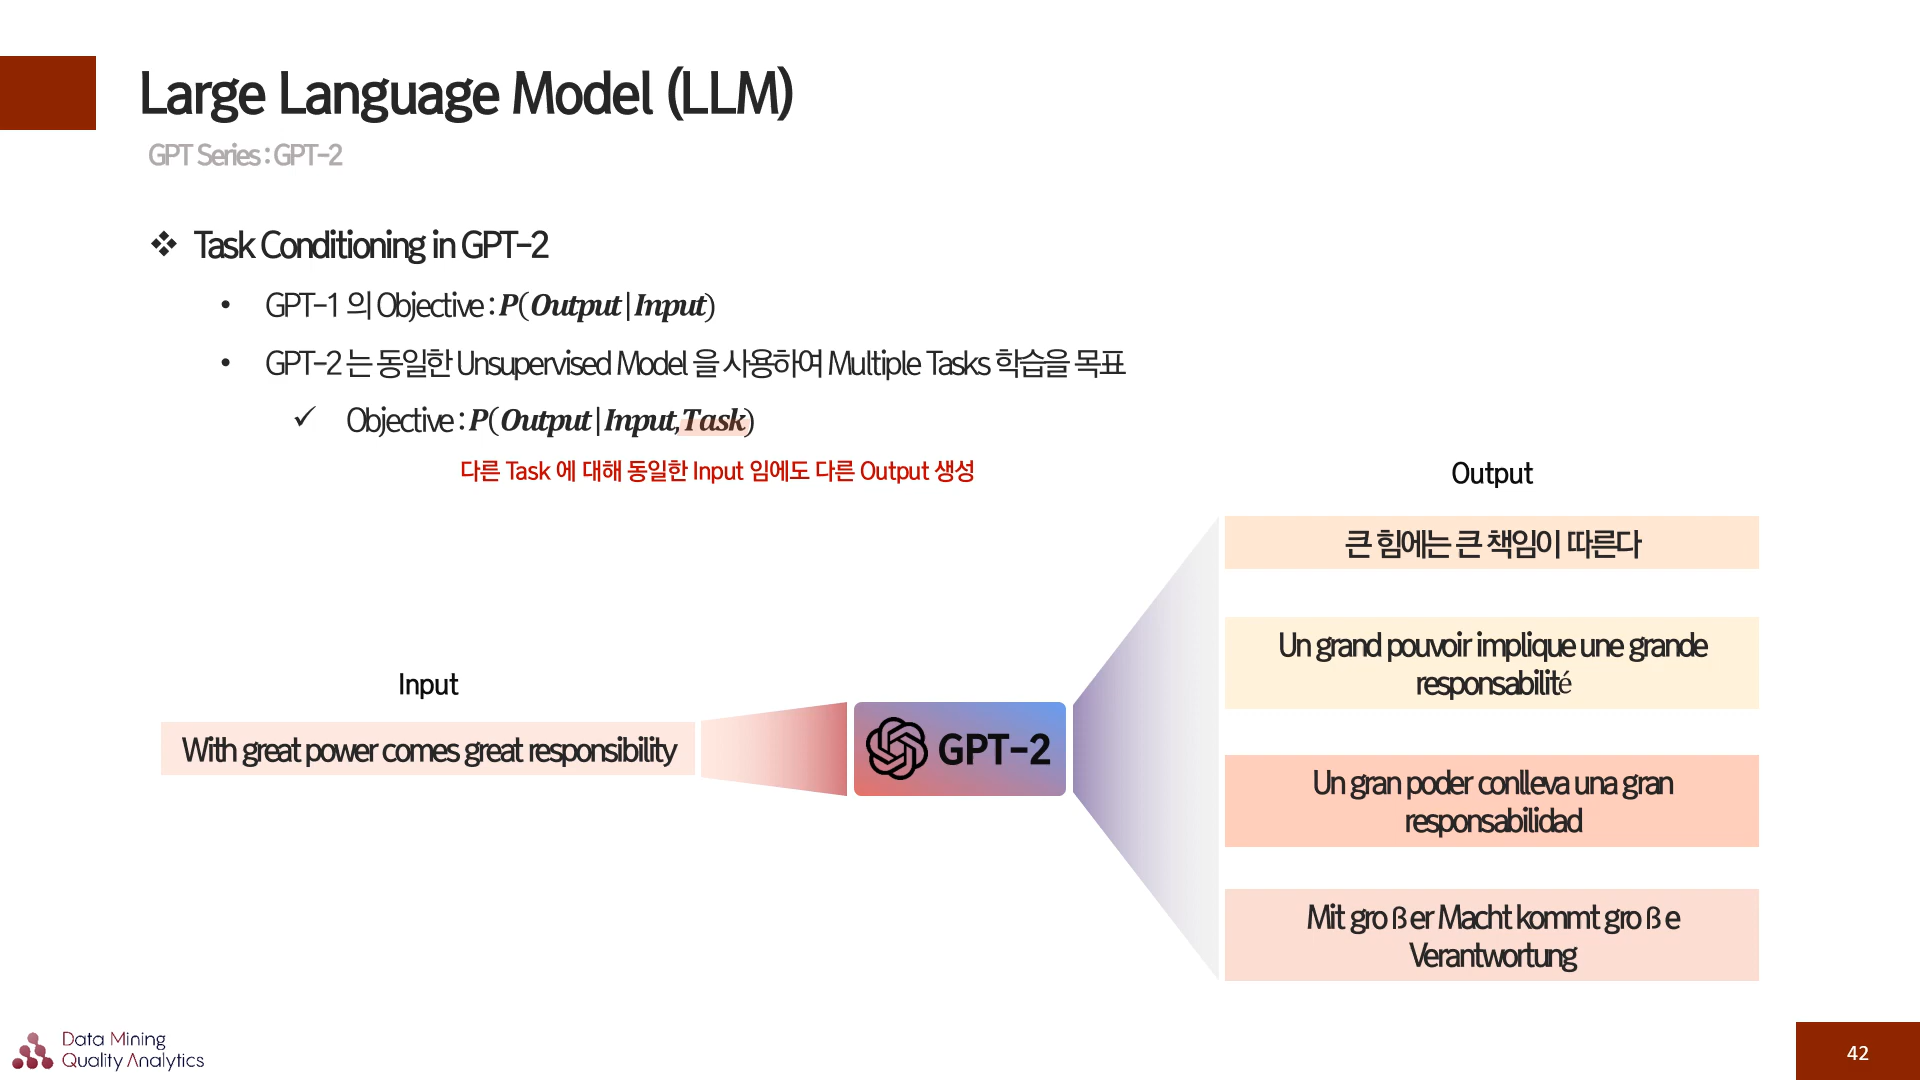 Large Language Model (LLM)
GPT Series : GPT-2
❖ Task Conditioning in GPT-2
• GPT-1 의 Objective : P(Output|Input)
• GPT-2 는 동일한 Unsupervised Model 을 사용하여 Multiple Tasks 학습을 목표
✓ Objective : P(Output|Input,Task)
다른 Task 에 대해 동일한 Input 임에도 다른 Output 생성
Input
With great power comes great responsibility
GPT-2
Output
큰 힘에는 큰 책임이 따른다
Un grand pouvoir implique une grande
responsabilité
Un gran poder conlleva una gran
responsabilidad
Mit großer Macht kommt große
Verantwortung
Data Mining
Quality Analytics
42